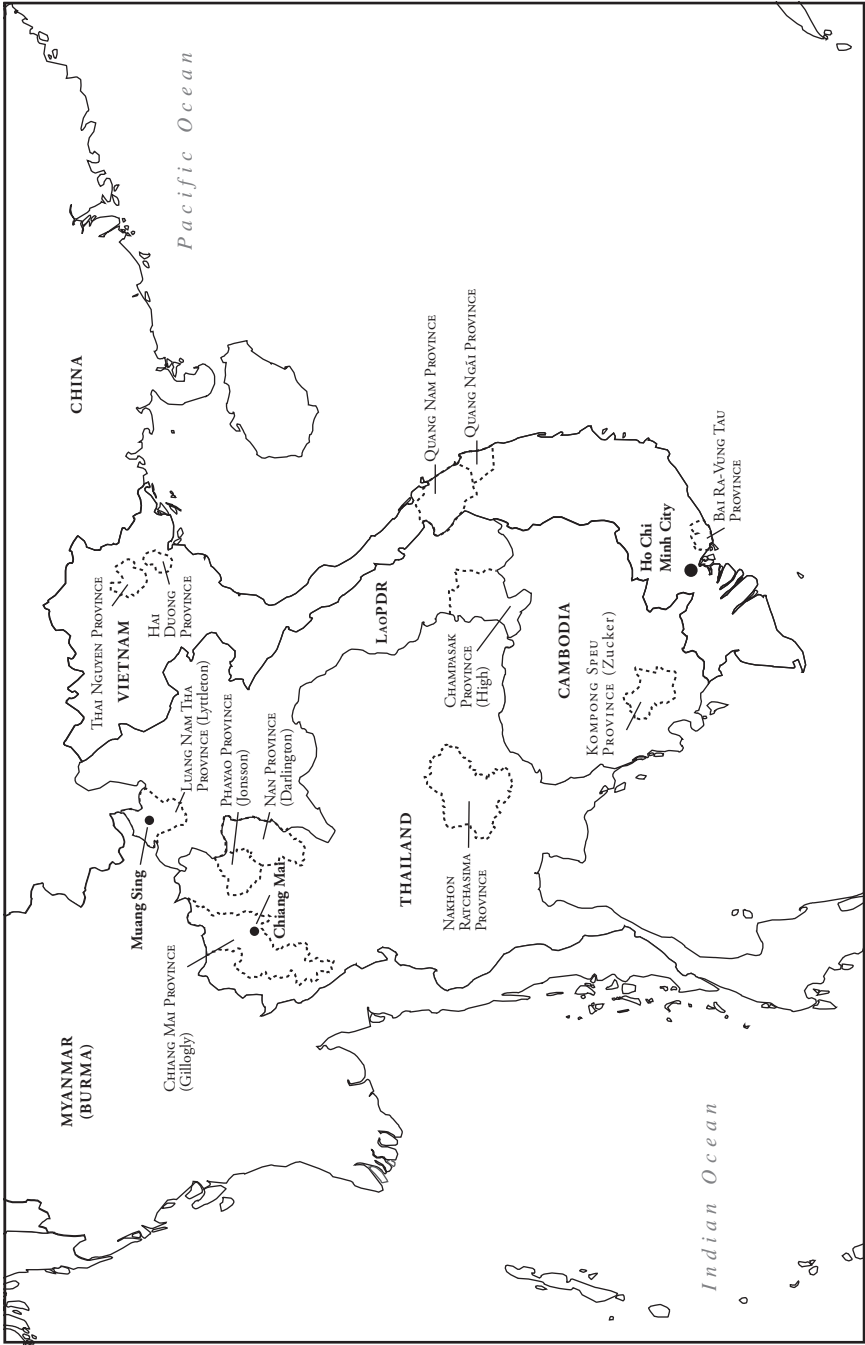 MYANMAR
(BURMA)
CHINA
Thai Nguyen Province
VIETNAM
Hai
Duong
Province
Muang Sing
Luang Nam Tha
Province (Lyttleton)
Pacific Ocean
Chiang Mai Province
(Gillogly)
Phayao Province
(Jonsson)
Nan Province
(Darlington)
Chiang Mai
LaoPDR
THAILAND
Quang Nam Province
Quang Ngãi Province
Nakhon
Ratchasima
Province
Champasak
Province
(High)
CAMBODIA
Kompong Speu
Province (Zucker)
Ho Chi
Minh City
Bai Ra-Vung Tau
Province
Indian Ocean